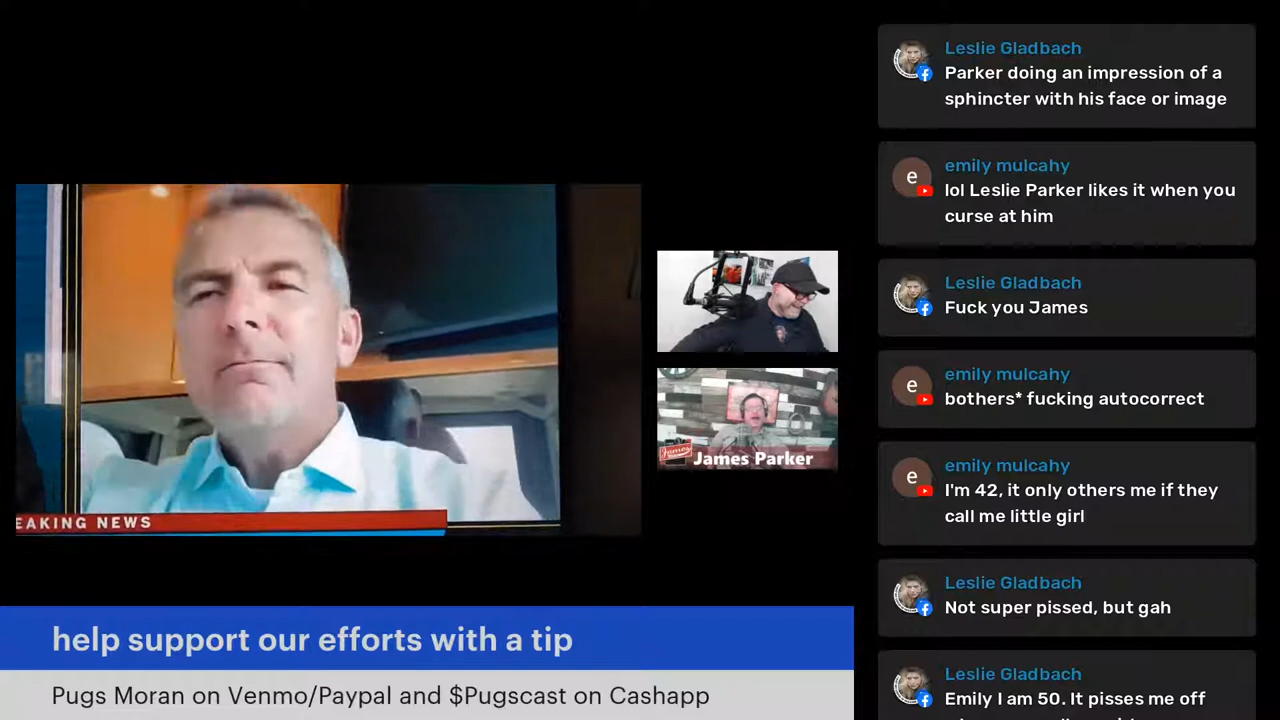 EAKING NEWS
James
James Parker
help support our efforts with a tip
Pugs Moran on Venmo/Paypal and $Pugscast on Cashapp
Leslie Gladbach
Parker doing an impression of a
sphincter with his face or image
e
emily mulcahy
lol Leslie Parker likes it when you
curse at him
Leslie Gladbach
Fuck you James
e
emily mulcahy
bothers* fucking autocorrect
e
emily mulcahy
I'm 42, it only others me if they
call me little girl
Leslie Gladbach
Not super pissed, but gah
Leslie Gladbach
Emily I am 50. It pisses me off